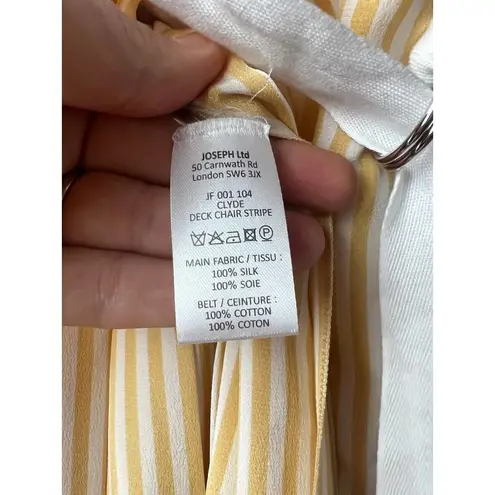 JOSEPH Ltd
50 Carnwath Rd
London SW6 3JX
JF 001 104
CLYDE
DECK CHAIR STRIPE
MAIN FABRIC / TISSU :
100% SILK
100% SOIE
BELT / CEINTURE :
100% COTTON
100% COTON